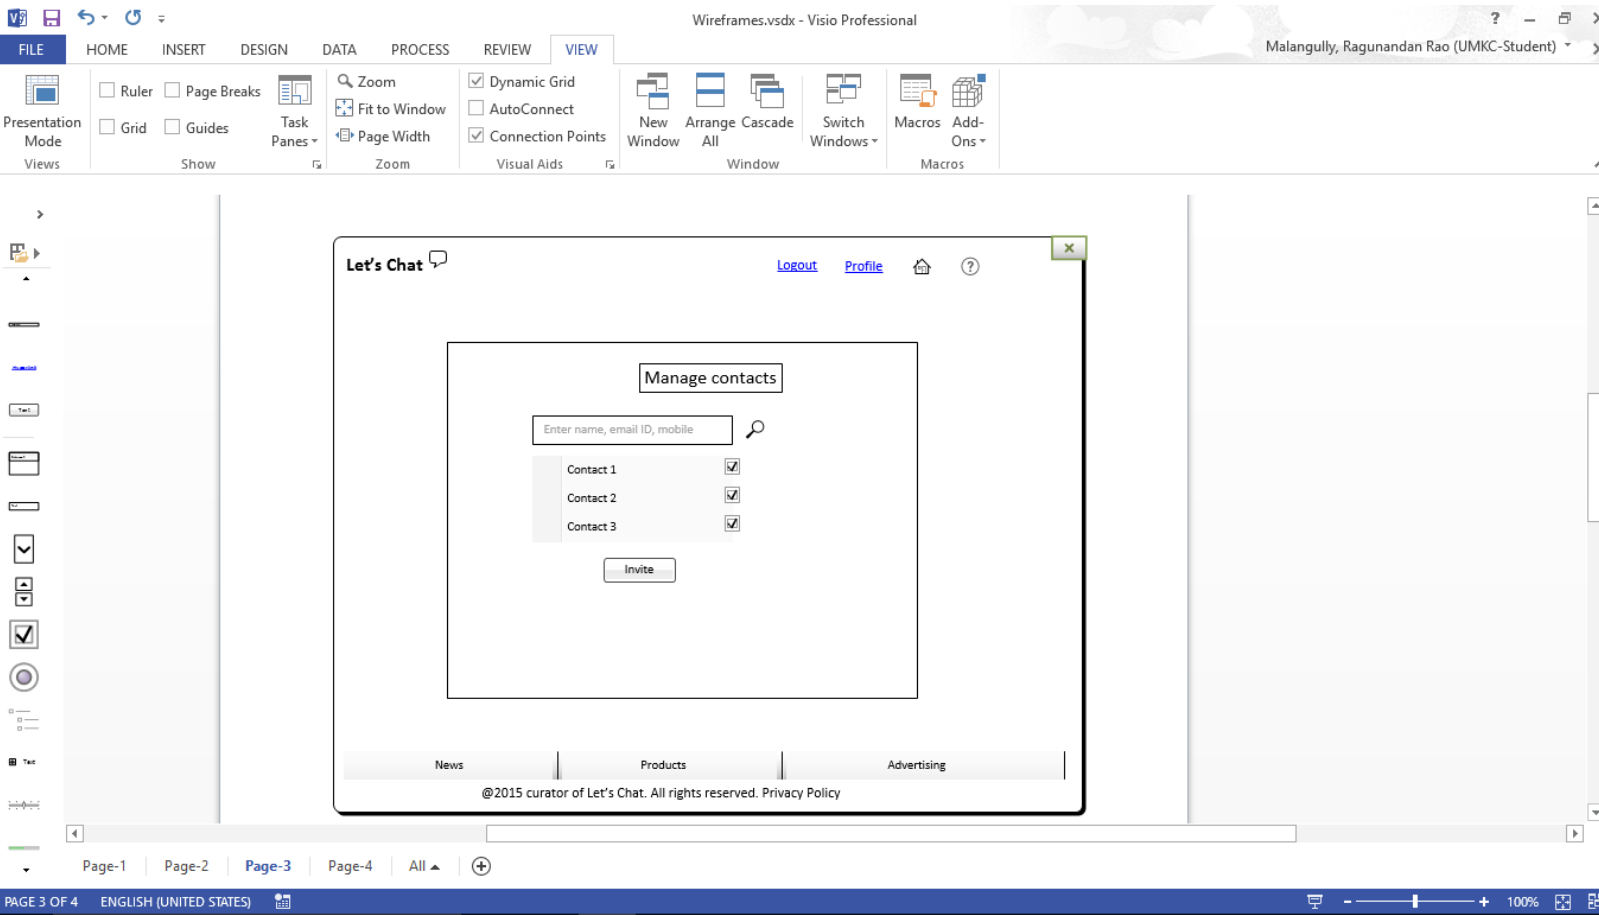 Wireframes.vsdx - Visio Professional
?
FILE HOME INSERT DESIGN DATA PROCESS REVIEW VIEW
Malangully, Ragunandan Rao (UMKC-Student)
Presentation Mode
Views
Ruler Page Breaks
Grid Guides
Task Panes
Show
Zoom
Fit to Window
Page Width
Zoom
Dynamic Grid
AutoConnect
Connection Points
Visual Aids
New Window
Arrange All
Cascade
Switch Windows
Window
Macros
Add-Ons
Macros
Let's Chat
Logout Profile ?
Manage contacts
Enter name, email ID, mobile
Contact 1
Contact 2
Contact 3
Invite
News Products Advertising
@2015 curator of Let's Chat. All rights reserved. Privacy Policy
Page-1 Page-2 Page-3 Page-4 All
PAGE 3 OF 4 ENGLISH (UNITED STATES) 100%